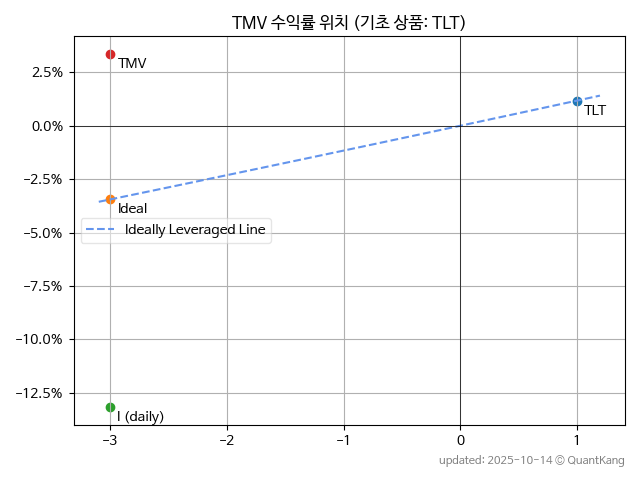 TMV 수익률 위치 (기초 상품: TLT)
2.5%
0.0%
−2.5%
−5.0%
−7.5%
−10.0%
−12.5%
TMV
TLT
Ideal
Ideally Leveraged Line
I (daily)
−3
−2
−1
0
1
updated: 2025-10-14 © QuantKang